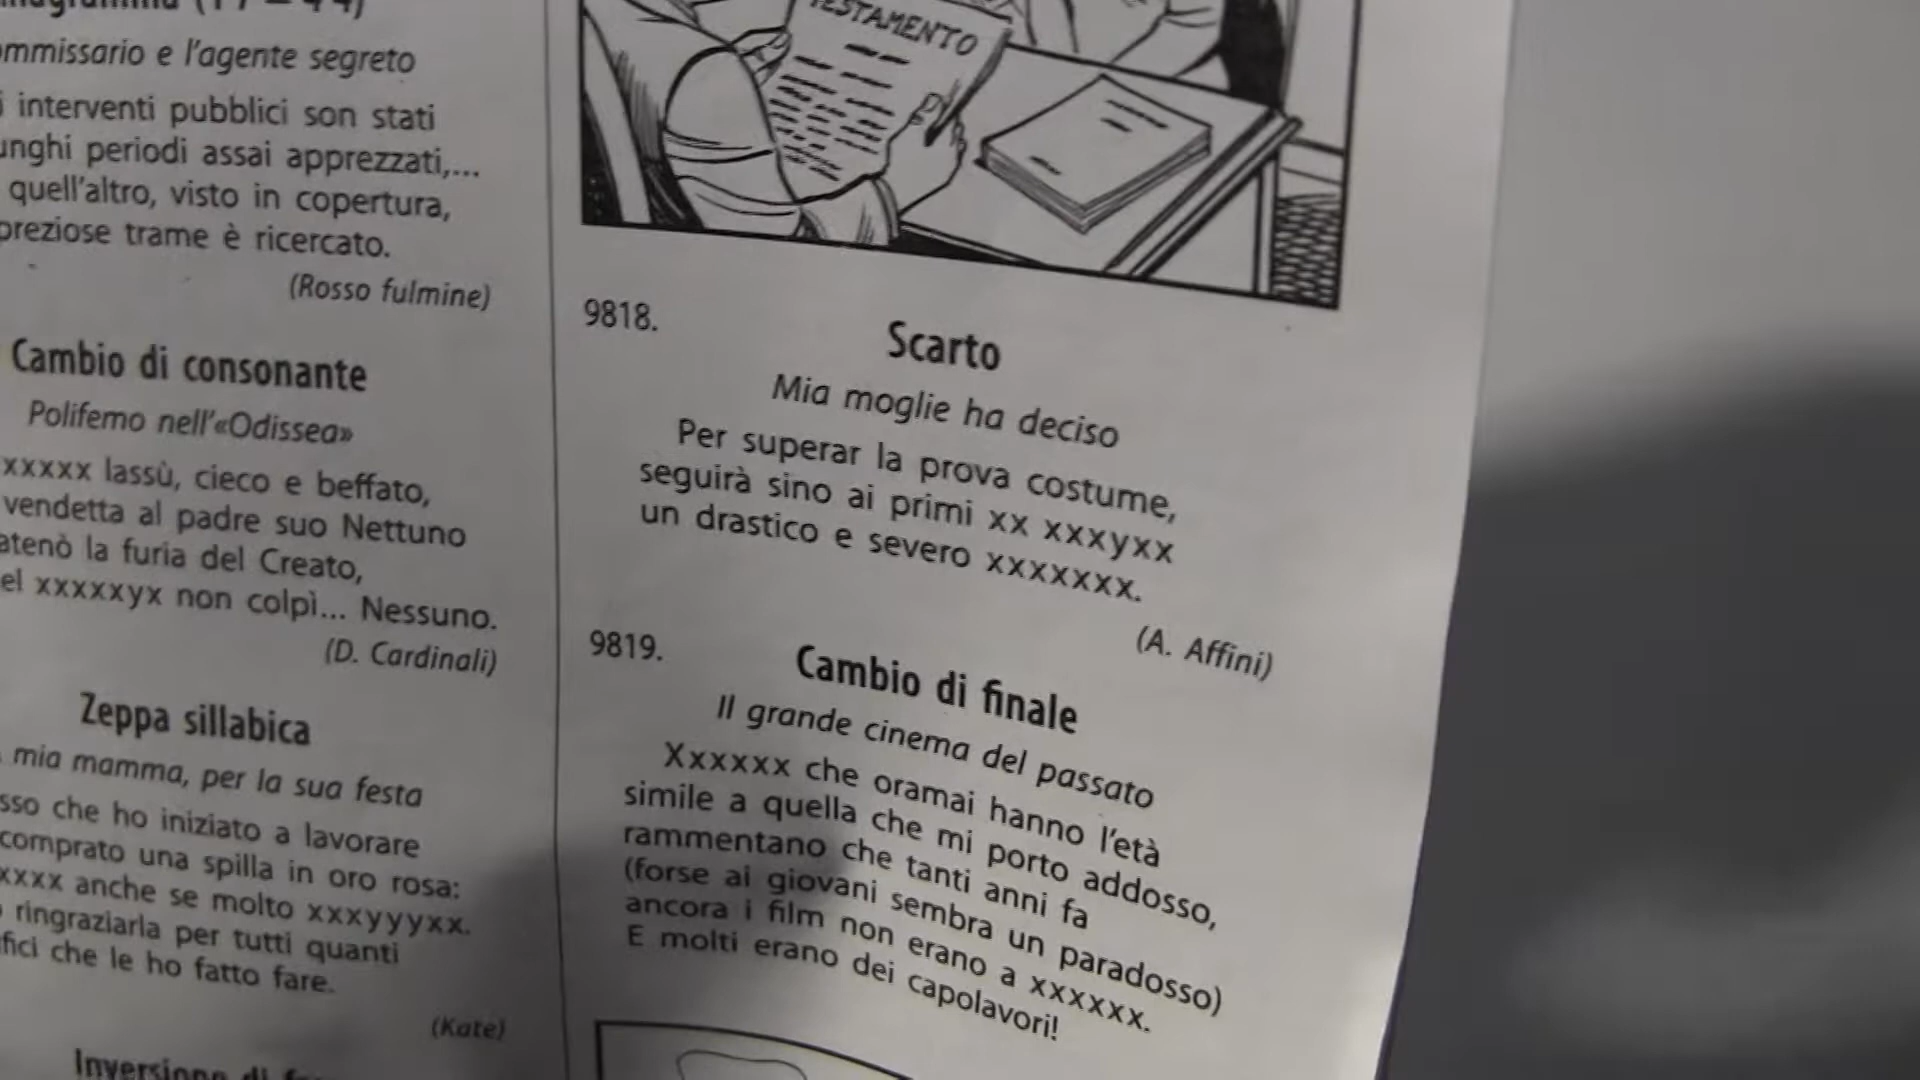 ommissario e l'agente segreto
i interventi pubblici son stati
unghi periodi assai apprezzati,...
quell'altro, visto in copertura,
preziose trame è ricercato.
(Rosso fulmine)
Cambio di consonante
Polifemo nell'«Odissea»
xxxxx lassù, cieco e beffato,
vendetta al padre suo Nettuno
atenò la furia del Creato,
el xxxxxyx non colpì... Nessuno.
(D. Cardinali)
Zeppa sillabica
mia mamma, per la sua festa
sso che ho iniziato a lavorare
comprato una spilla in oro rosa:
xxxx anche se molto xxxyyyxx.
ringraziarla per tutti quanti
fici che le ho fatto fare.
(Kate)
TESTAMENTO
9818.
Scarto
Mia moglie ha deciso
Per superar la prova costume,
seguirà sino ai primi xx xxxyxx
un drastico e severo xxxxxxx.
(A. Affini)
9819.
Cambio di finale
Il grande cinema del passato
Xxxxxx che oramai hanno l'età
simile a quella che mi porto addosso,
rammentano che tanti anni fa
(forse ai giovani sembra un paradosso)
ancora i film non erano a xxxxxx.
E molti erano dei capolavori!